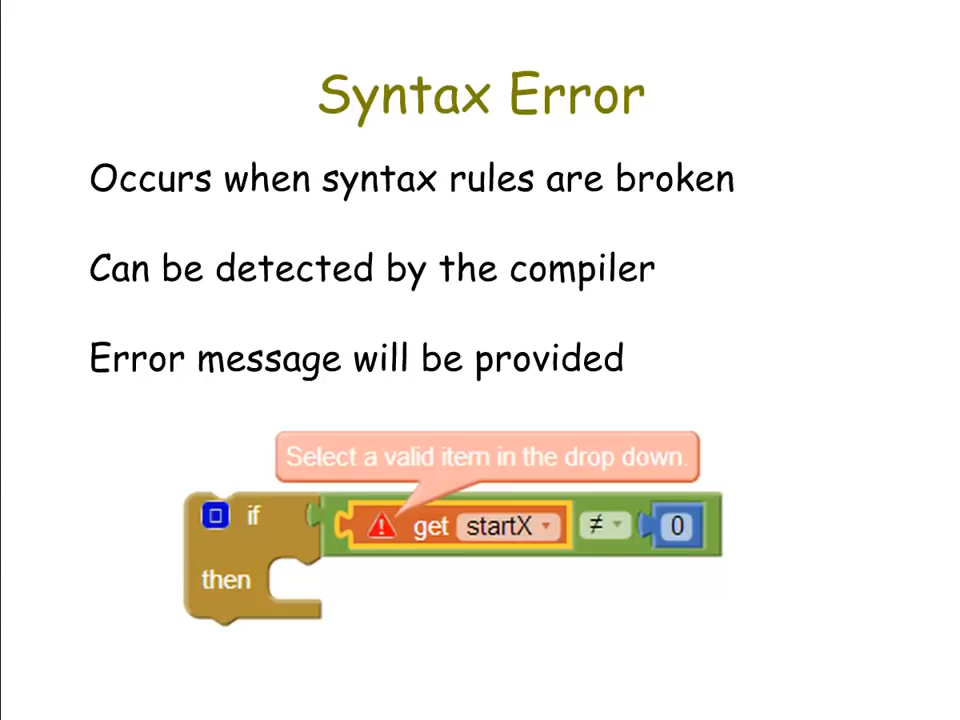 Syntax Error
Occurs when syntax rules are broken
Can be detected by the compiler
Error message will be provided
Select a valid item in the drop down.
if get startX ≠ 0
then